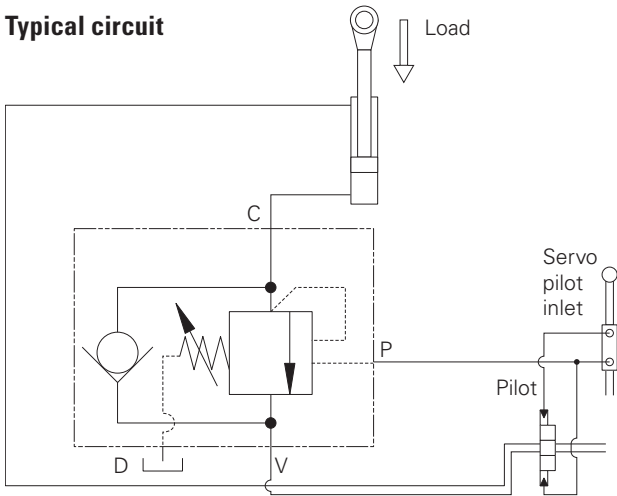 Typical circuit
Load
C
Servo
pilot
inlet
P
Pilot
D
V